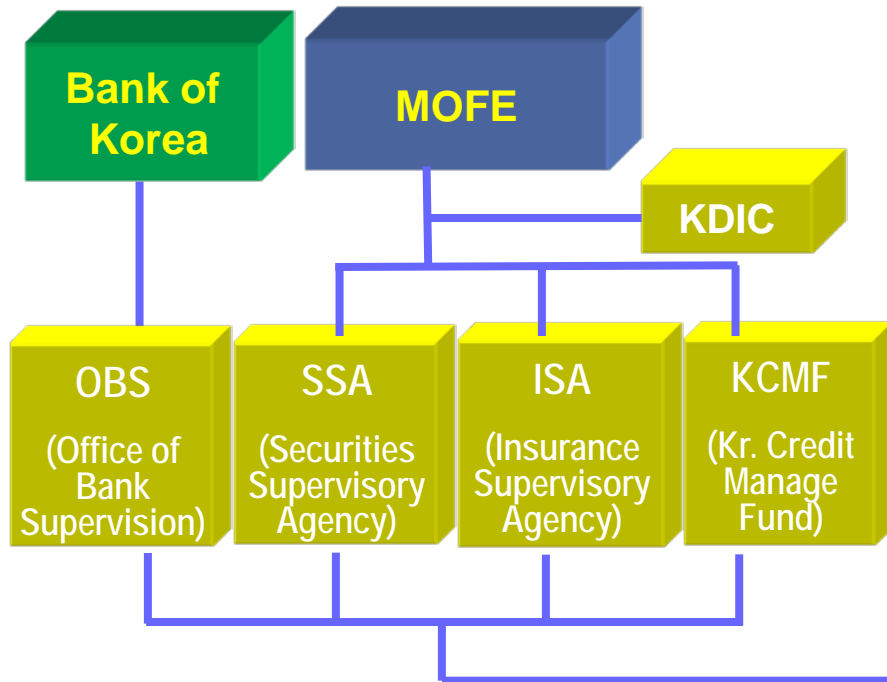 Bank of
Korea
MOFE
KDIC
OBS
(Office of
Bank
Supervision)
SSA
(Securities
Supervisory
Agency)
ISA
(Insurance
Supervisory
Agency)
KCMF
(Kr. Credit
Manage
Fund)